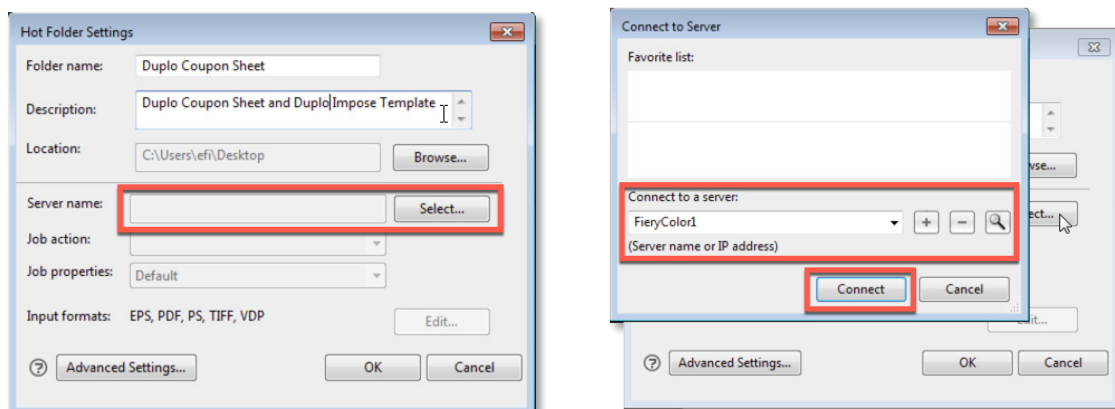 Hot Folder Settings
Folder name: Duplo Coupon Sheet
Description: Duplo Coupon Sheet and Duplo Impose Template
Location: C:\Users\efi\Desktop Browse...
Server name: Select...
Job action:
Job properties: Default
Input formats: EPS, PDF, PS, TIFF, VDP Edit...
? Advanced Settings... OK Cancel
Connect to Server
Favorite list:
Connect to a server:
FieryColor1 + −
(Server name or IP address)
Connect Cancel
? Advanced Settings... OK Cancel